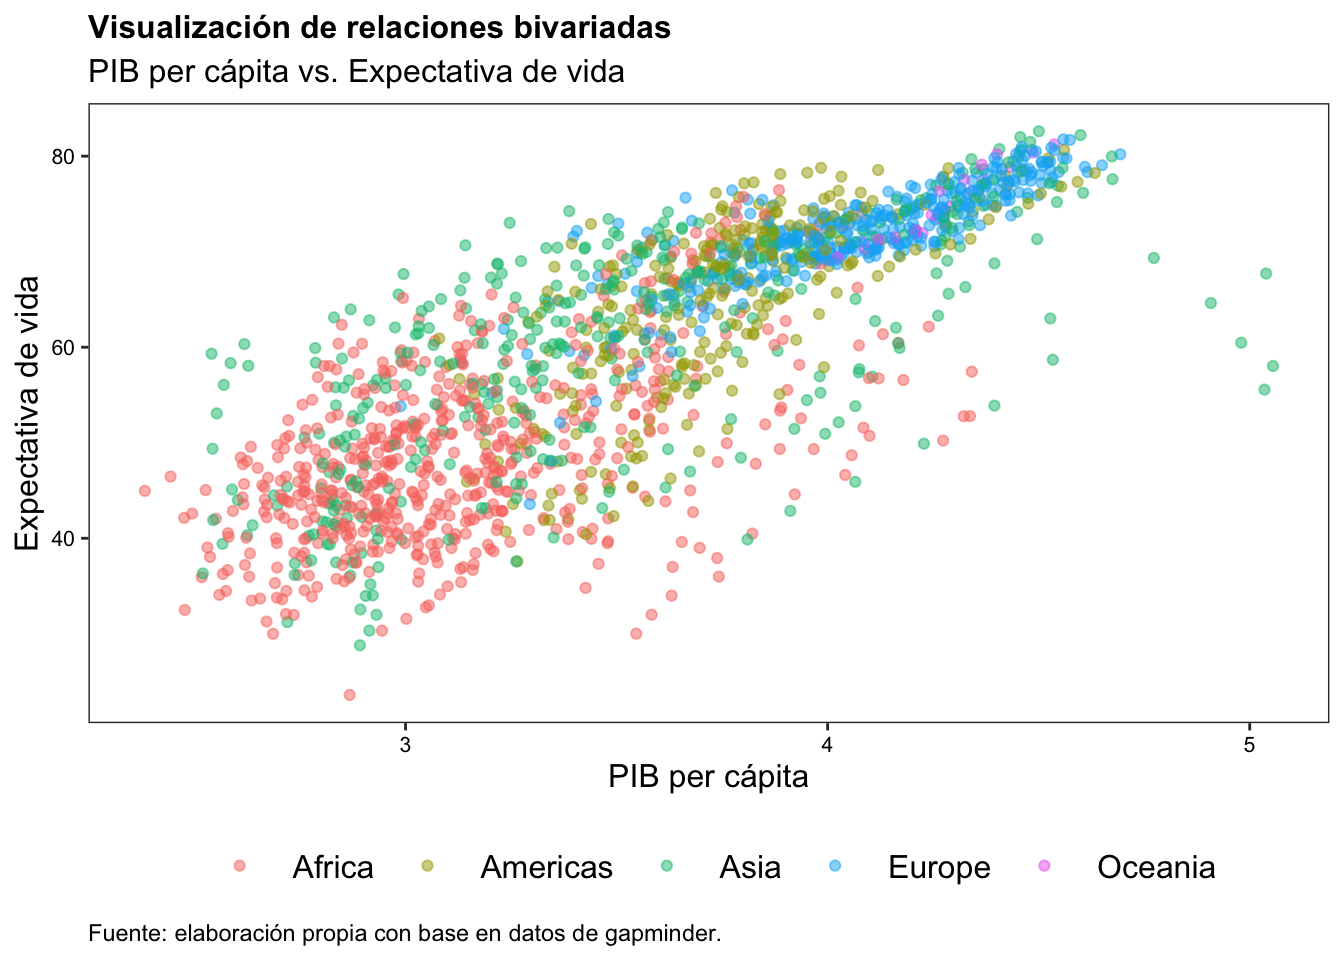 Visualización de relaciones bivariadas
PIB per cápita vs. Expectativa de vida
Expectativa de vida
80
60
40
3
4
5
PIB per cápita
Africa
Americas
Asia
Europe
Oceania
Fuente: elaboración propia con base en datos de gapminder.